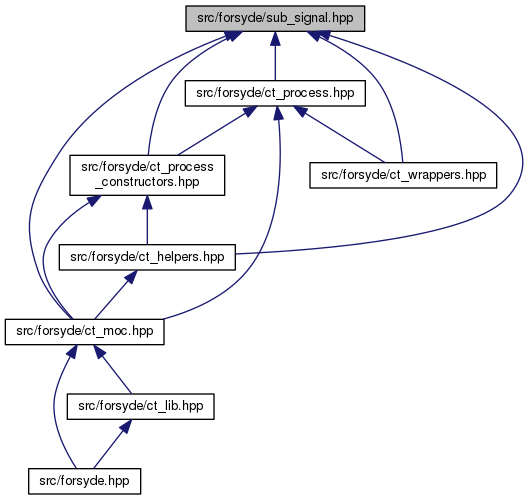 src/forsyde/sub_signal.hpp
src/forsyde/ct_process.hpp
src/forsyde/ct_process
_constructors.hpp
src/forsyde/ct_wrappers.hpp
src/forsyde/ct_helpers.hpp
src/forsyde/ct_moc.hpp
src/forsyde/ct_lib.hpp
src/forsyde.hpp